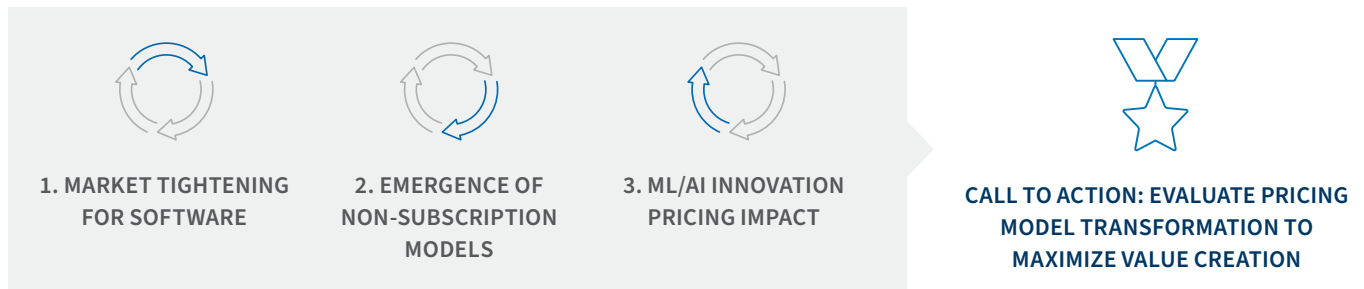 1. MARKET TIGHTENING
FOR SOFTWARE
2. EMERGENCE OF
NON-SUBSCRIPTION
MODELS
3. ML/AI INNOVATION
PRICING IMPACT
CALL TO ACTION: EVALUATE PRICING
MODEL TRANSFORMATION TO
MAXIMIZE VALUE CREATION